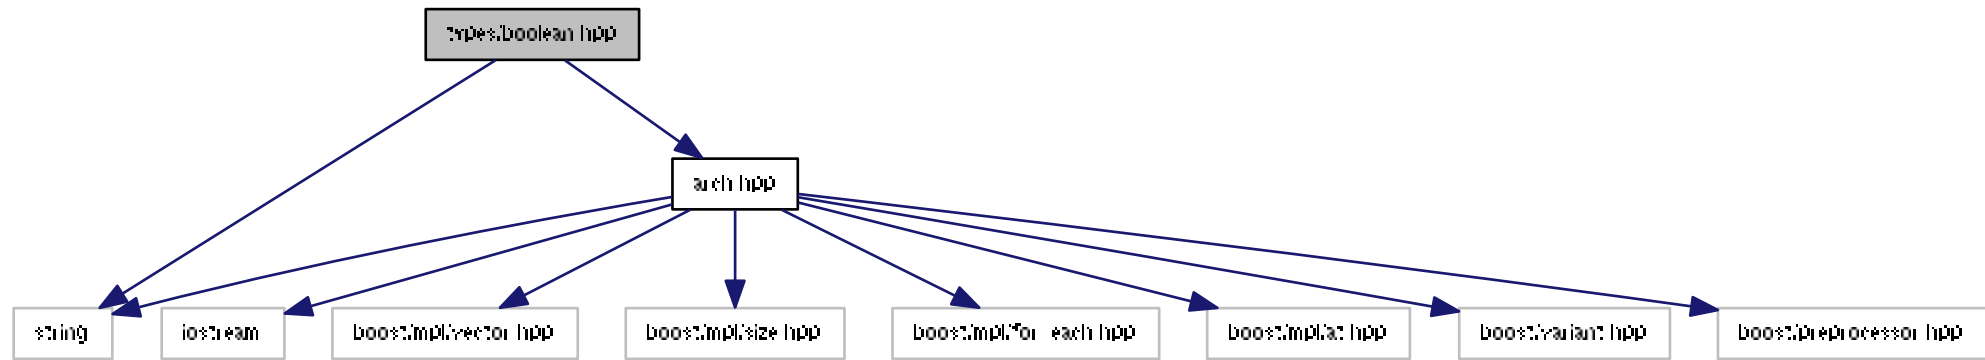 types/boolean.hpp
arch.hpp
string
iostream
boost/mpl/vector.hpp
boost/mpl/size.hpp
boost/mpl/for_each.hpp
boost/mpl/at.hpp
boost/variant.hpp
boost/preprocessor.hpp